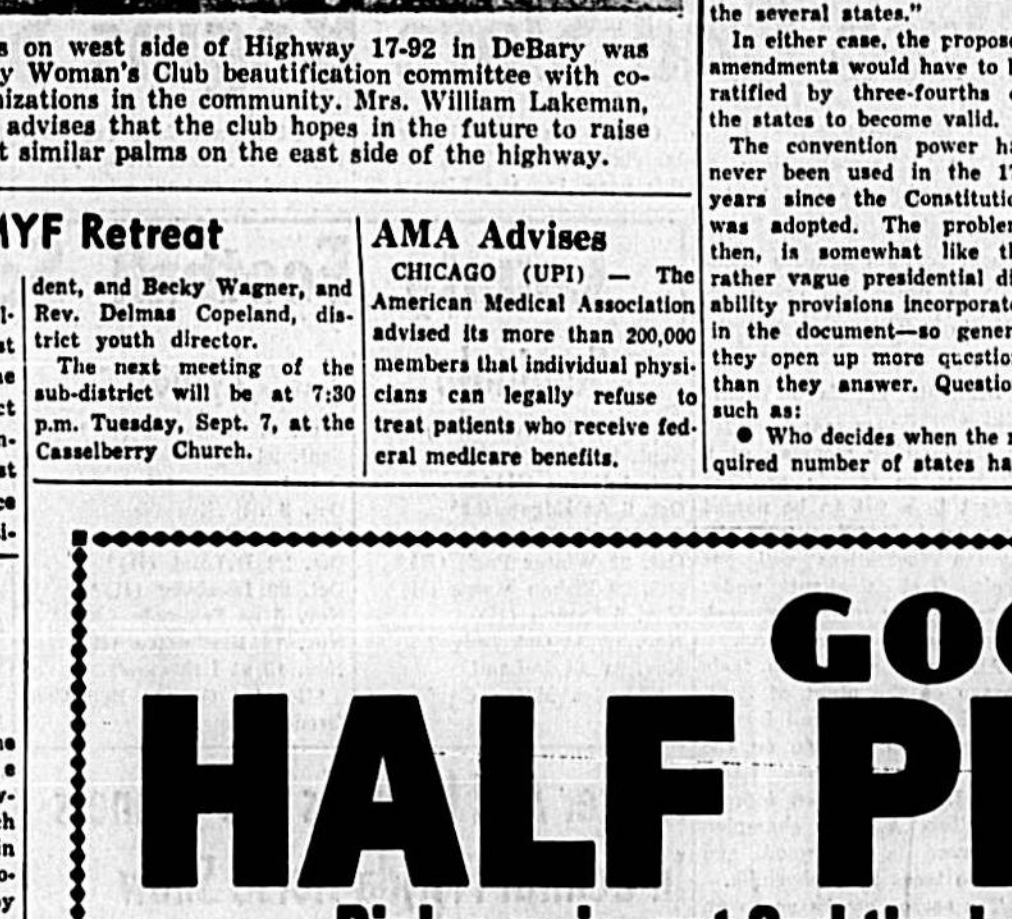 s on west side of Highway 17-92 in DeBary was
y Woman's Club beautification committee with co-
nizations in the community. Mrs. William Lakeman,
advises that the club hopes in the future to raise
t similar palms on the east side of the highway.
MYF Retreat
dent, and Becky Wagner, and
Rev. Delmas Copeland, dis-
trict youth director.
The next meeting of the
sub-district will be at 7:30
p.m. Tuesday, Sept. 7, at the
Casselberry Church.
AMA Advises
CHICAGO (UPI) — The
American Medical Association
advised its more than 200,000
members that individual physi-
cians can legally refuse to
treat patients who receive fed-
eral medicare benefits.
the several states."
In either case, the propos
amendments would have to
ratified by three-fourths
the states to become valid.
The convention power ha
never been used in the 17
years since the Constitutio
was adopted. The problem
then, is somewhat like th
rather vague presidential di
ability provisions incorporate
in the document—so gener
they open up more questio
than they answer. Questio
such as:
● Who decides when the
quired number of states ha
GOO
HALF P